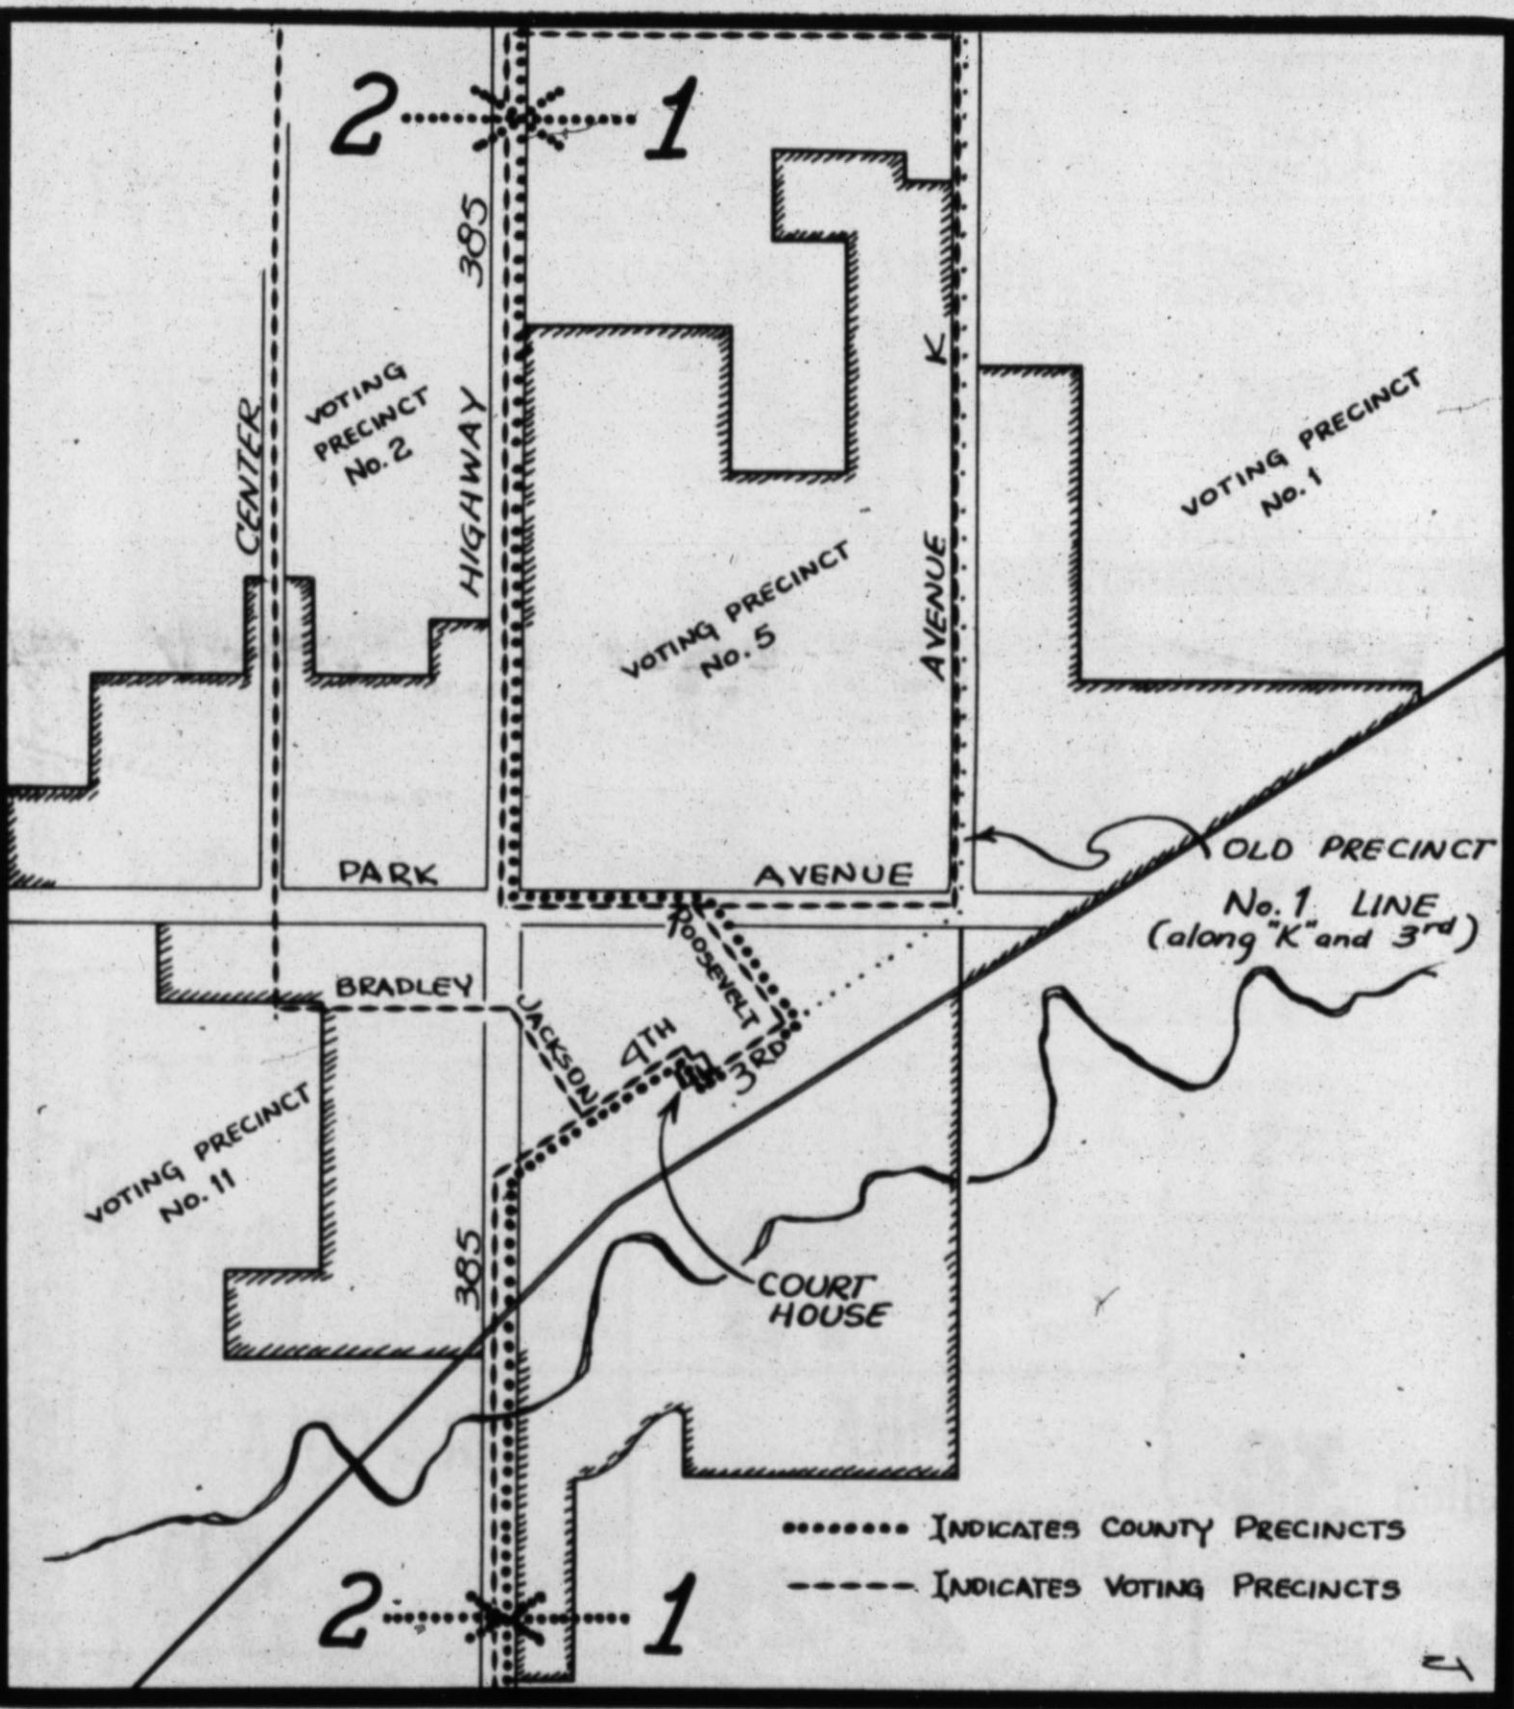 2 1
385
K
VOTING
PRECINCT
No. 2
CENTER
HIGHWAY
VOTING PRECINCT
No. 1
VOTING PRECINCT
No. 5
AVENUE
PARK AVENUE
OLD PRECINCT
No. 1 LINE
(along "K" and 3rd)
ROOSEVELT
BRADLEY
JACKSON
4TH
3RD
VOTING PRECINCT
No. 11
385
COURT
HOUSE
INDICATES COUNTY PRECINCTS
INDICATES VOTING PRECINCTS
2 1